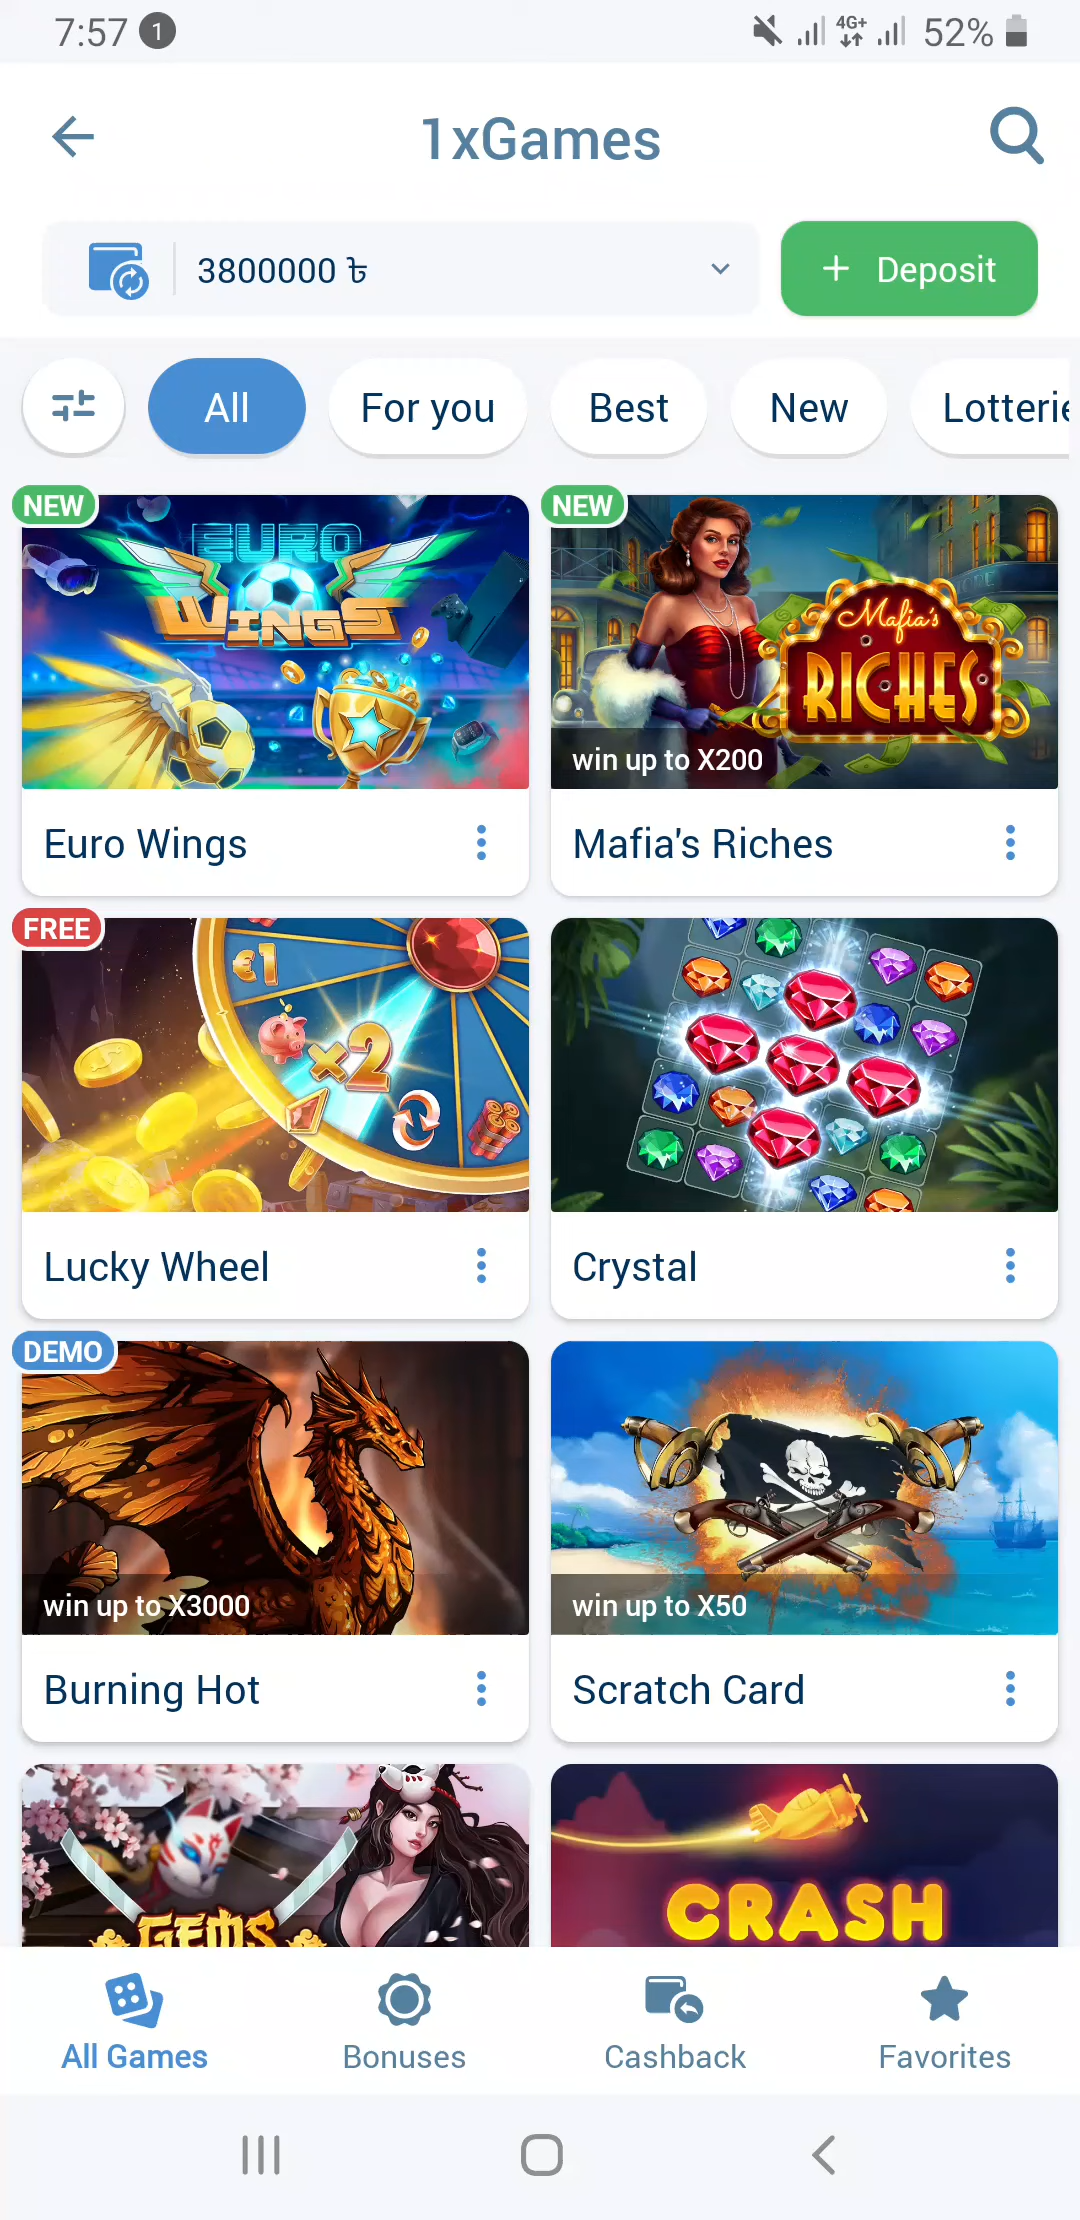 7:57 1 4G+ 52%
1xGames
3800000 ৳ + Deposit
All For you Best New Lotterie
NEW
EURO
WINGS
Euro Wings
NEW
Mafia's
RICHES
win up to X200
Mafia's Riches
FREE
€1
x2
Lucky Wheel
Crystal
DEMO
win up to X3000
Burning Hot
win up to X50
Scratch Card
GEMS
CRASH
All Games Bonuses Cashback Favorites